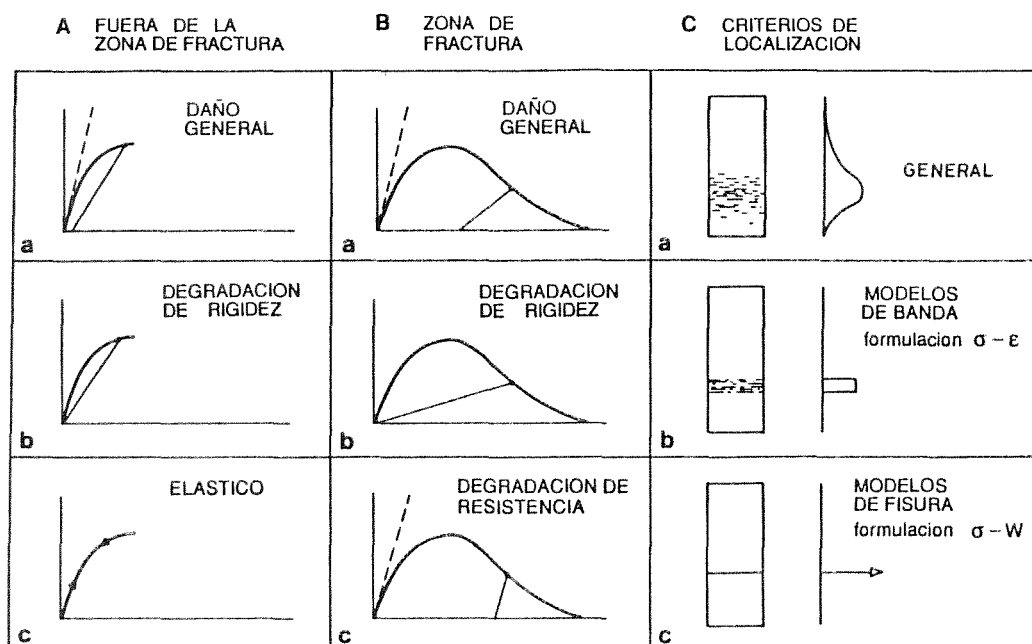 A FUERA DE LA
ZONA DE FRACTURA
B ZONA DE
FRACTURA
C CRITERIOS DE
LOCALIZACION
DAÑO
GENERAL
a
DAÑO
GENERAL
a
GENERAL
a
DEGRADACION
DE RIGIDEZ
b
DEGRADACION
DE RIGIDEZ
b
MODELOS
DE BANDA
formulacion σ – ε
b
ELASTICO
c
DEGRADACION DE
RESISTENCIA
c
MODELOS
DE FISURA
formulacion σ – W
c